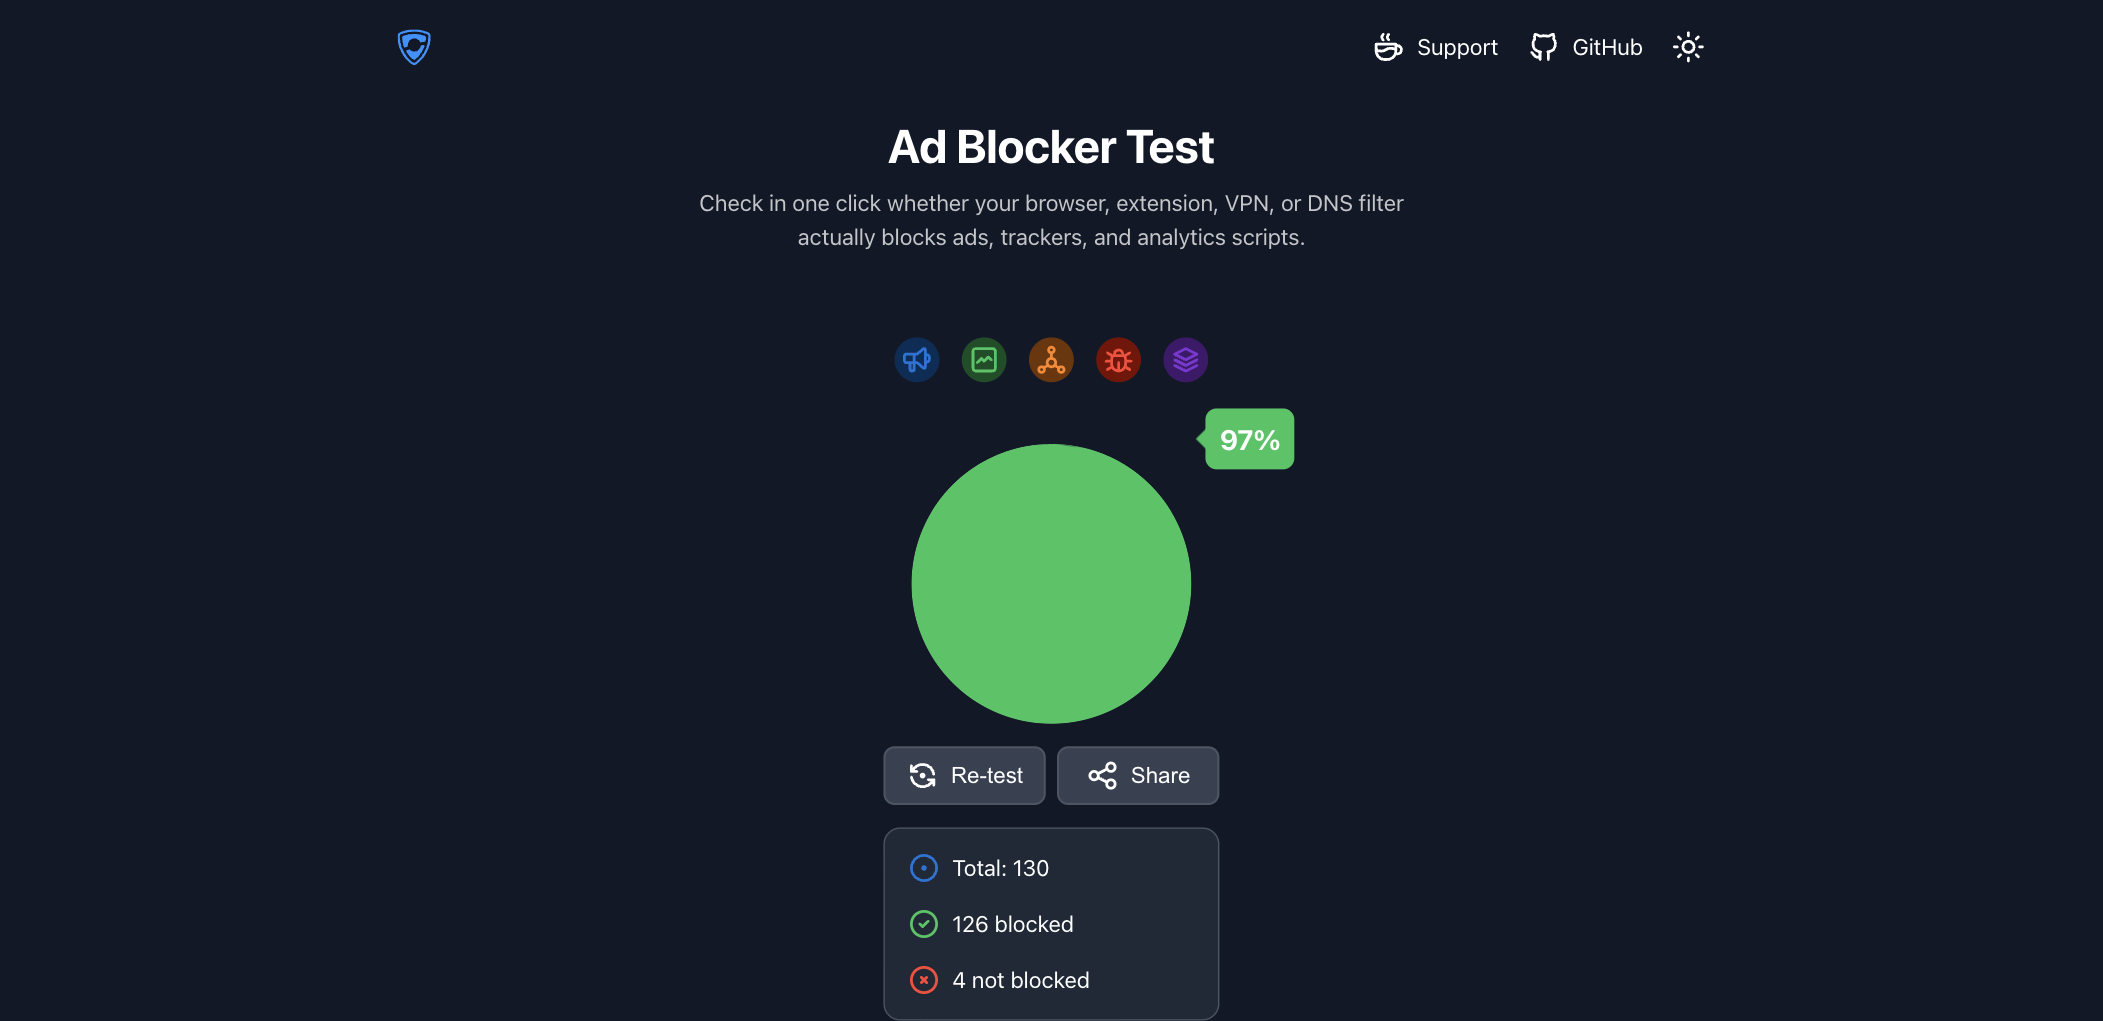 Support
GitHub
Ad Blocker Test
Check in one click whether your browser, extension, VPN, or DNS filter
actually blocks ads, trackers, and analytics scripts.
97%
Re-test
Share
Total: 130
126 blocked
4 not blocked